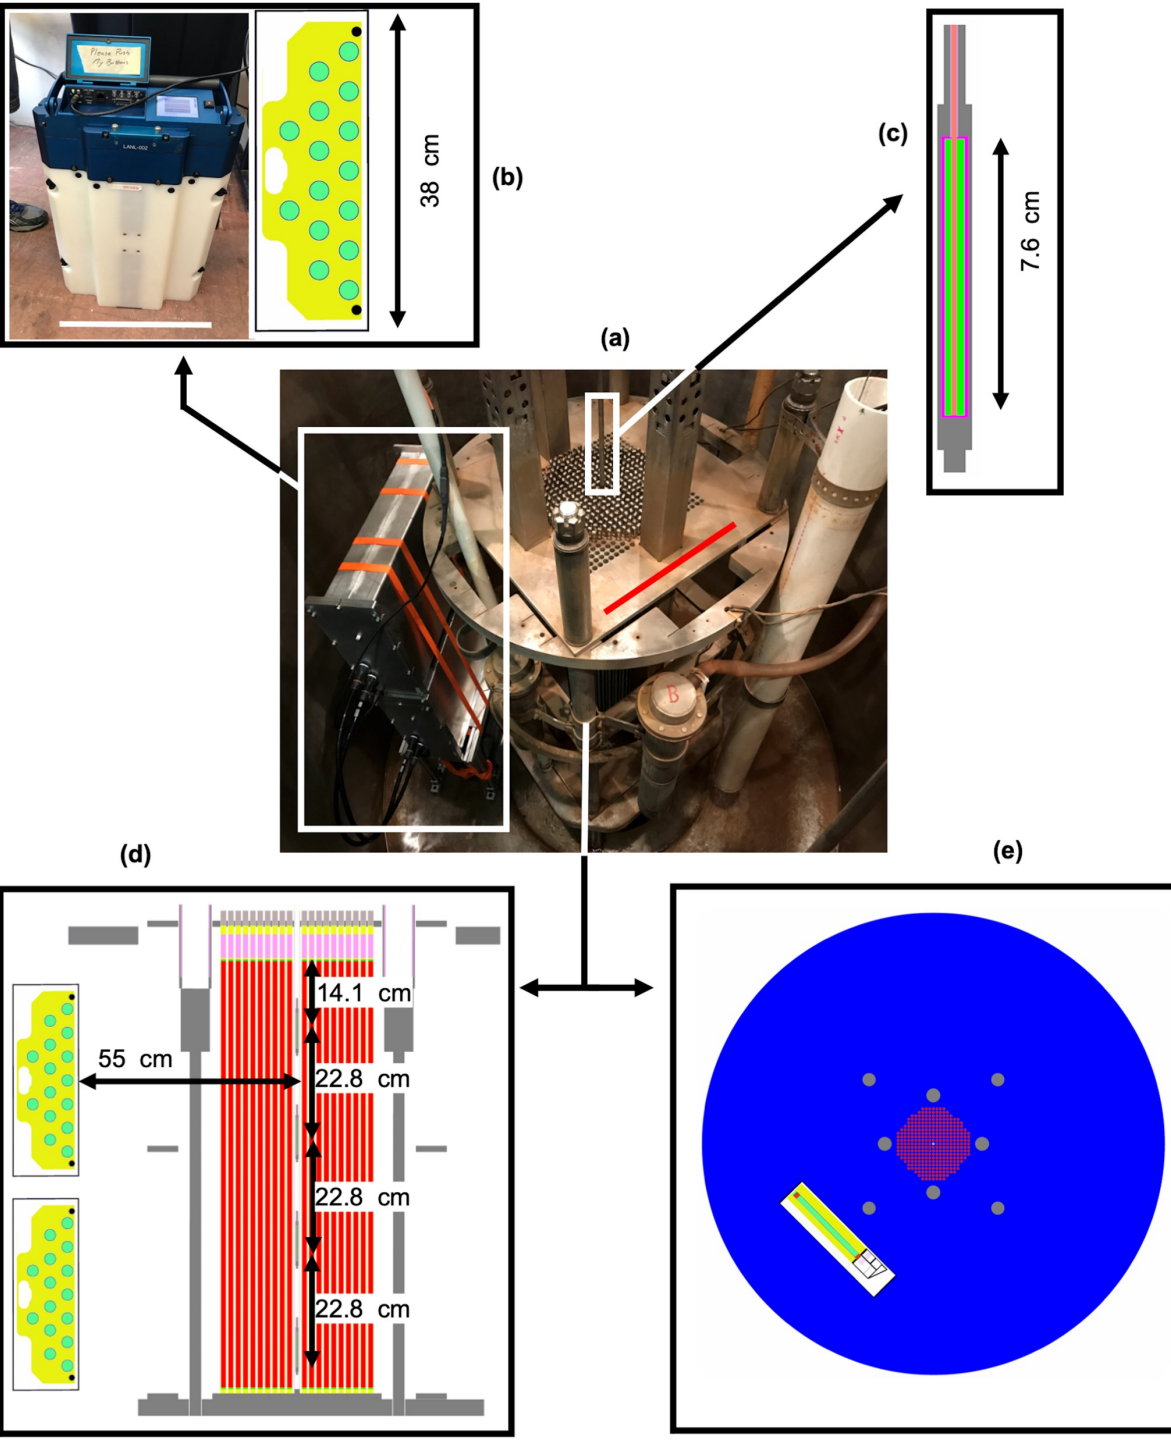 Please Push
My Buttons
LANL-002
38 cm
(b)
(c)
7.6 cm
(a)
B
(d)
14.1 cm
55 cm
22.8 cm
22.8 cm
22.8 cm
(e)